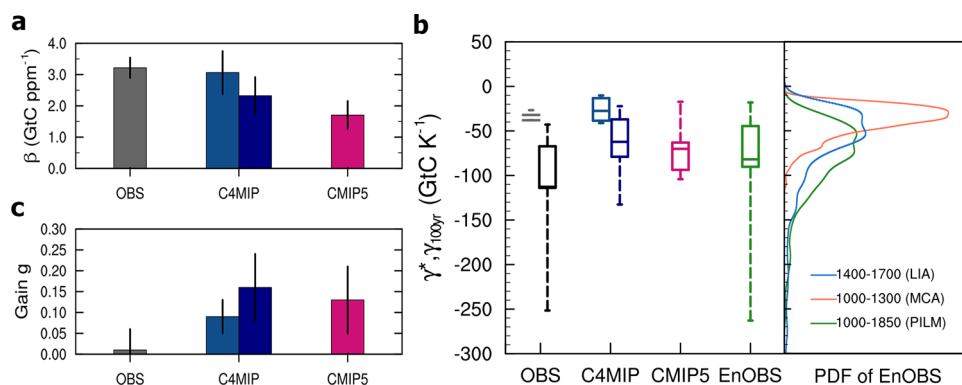 a
β (GtC ppm⁻¹)
4.0
3.0
2.0
1.0
0.0
OBS C4MIP CMIP5
c
Gain g
0.30
0.25
0.20
0.15
0.10
0.05
0.00
OBS C4MIP CMIP5
b
γ*, γ100yr (GtC K⁻¹)
50
0
-50
-100
-150
-200
-250
-300
OBS C4MIP CMIP5 EnOBS
1400-1700 (LIA)
1000-1300 (MCA)
1000-1850 (PILM)
PDF of EnOBS